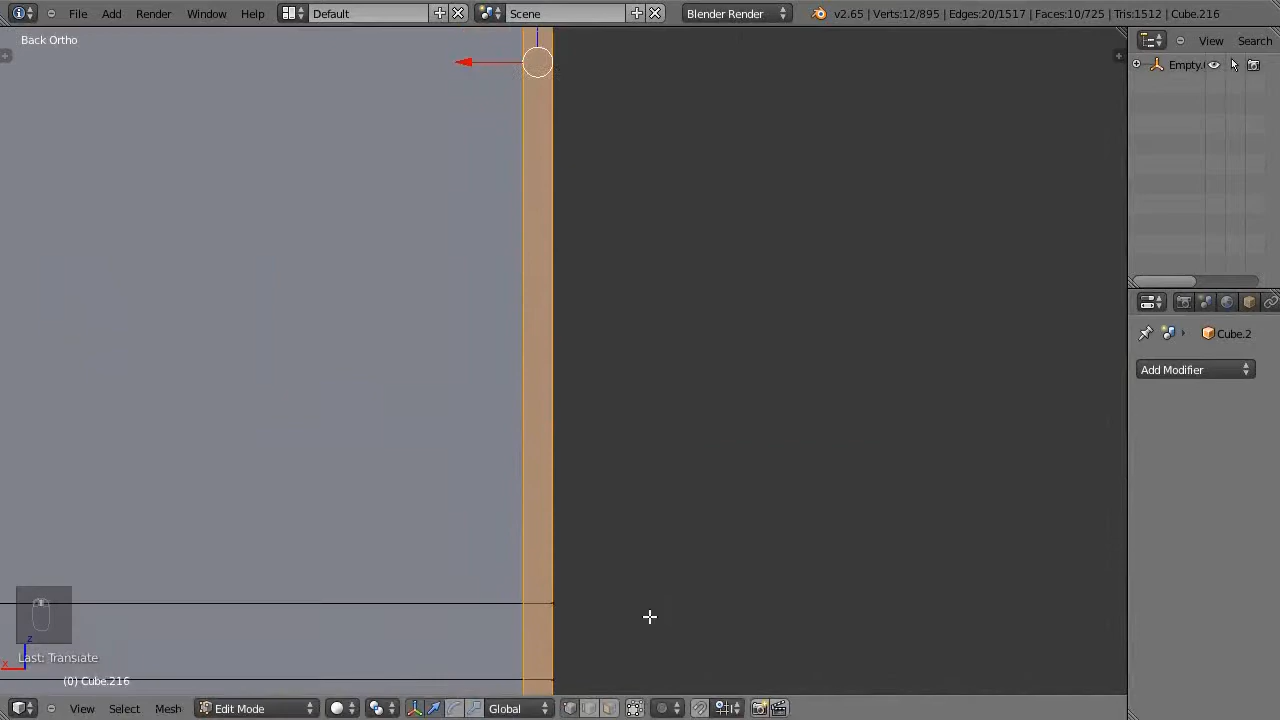 File Add Render Window Help Default Scene Blender Render v2.65 | Verts:12/895 | Edges:20/1517 | Faces:10/725 | Tris:1512 | Cube.216
Back Ortho
View Search
Empty.
Cube.2
Add Modifier
z
x
Last: Translate
(0) Cube.216
View Select Mesh Edit Mode Global